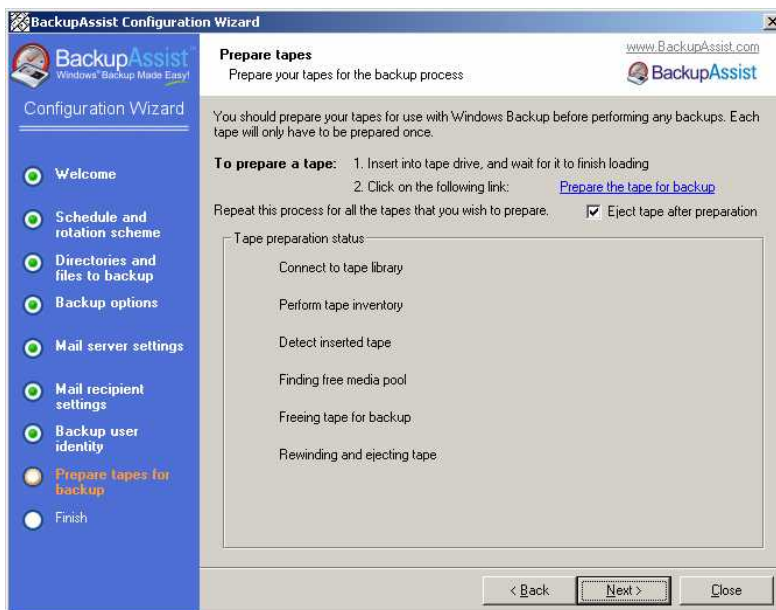 BackupAssist Configuration Wizard
BackupAssist
Windows® Backup Made Easy!
Configuration Wizard
Welcome
Schedule and
rotation scheme
Directories and
files to backup
Backup options
Mail server settings
Mail recipient
settings
Backup user
identity
Prepare tapes for
backup
Finish
Prepare tapes
Prepare your tapes for the backup process
www.BackupAssist.com
BackupAssist
You should prepare your tapes for use with Windows Backup before performing any backups. Each
tape will only have to be prepared once.
To prepare a tape: 1. Insert into tape drive, and wait for it to finish loading
2. Click on the following link: Prepare the tape for backup
Repeat this process for all the tapes that you wish to prepare. Eject tape after preparation
Tape preparation status
Connect to tape library
Perform tape inventory
Detect inserted tape
Finding free media pool
Freeing tape for backup
Rewinding and ejecting tape
< Back Next > Close